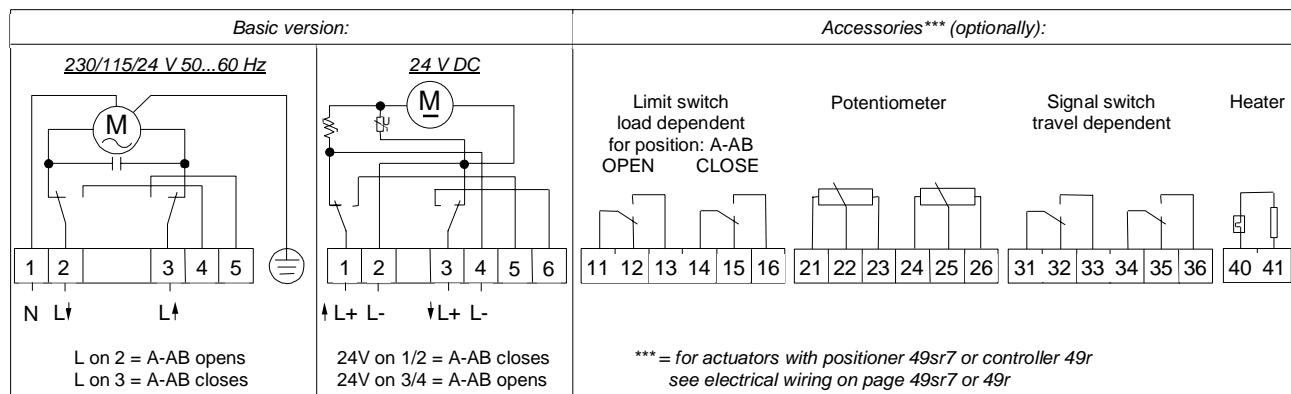 Basic version:
Accessories*** (optionally):
230/115/24 V 50...60 Hz
24 V DC
M
M
Limit switch
load dependent
for position: A-AB
OPEN CLOSE
Potentiometer
Signal switch
travel dependent
Heater
1 2 3 4 5
1 2 3 4 5 6
11 12 13 14 15 16
21 22 23 24 25 26
31 32 33 34 35 36
40 41
N L↓ L↑
↑L+ L- ↓L+ L-
L on 2 = A-AB opens
L on 3 = A-AB closes
24V on 1/2 = A-AB closes
24V on 3/4 = A-AB opens
*** = for actuators with positioner 49sr7 or controller 49r
see electrical wiring on page 49sr7 or 49r